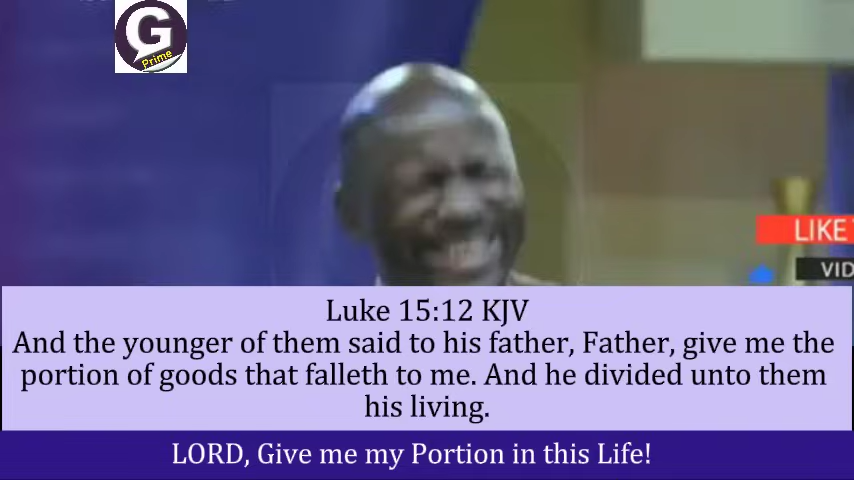 G
Prime
LIKE
VID
Luke 15:12 KJV
And the younger of them said to his father, Father, give me the
portion of goods that falleth to me. And he divided unto them
his living.
LORD, Give me my Portion in this Life!